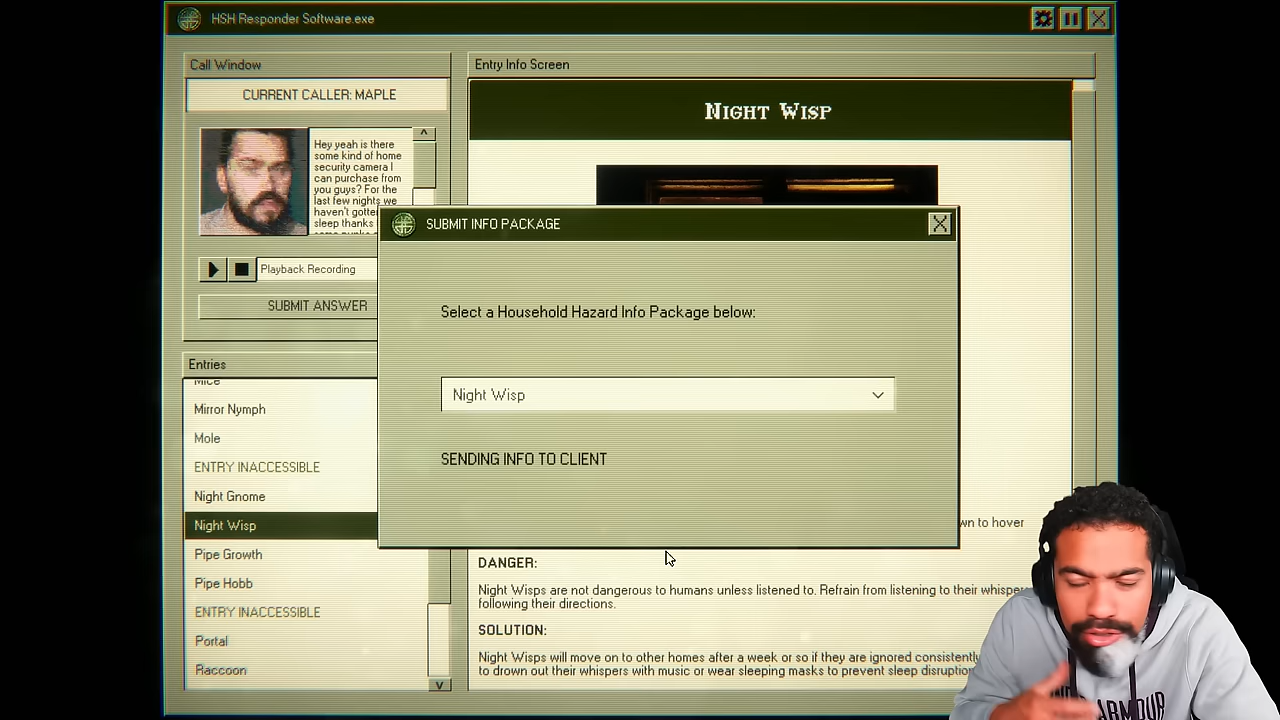 HSH Responder Software.exe
Call Window
CURRENT CALLER: MAPLE
Hey yeah is there
some kind of home
security camera I
can purchase from
you guys? For the
last few nights we
haven't gotten
sleep thanks
Playback Recording
SUBMIT ANSWER
Entries
Mice
Mirror Nymph
Mole
ENTRY INACCESSIBLE
Night Gnome
Night Wisp
Pipe Growth
Pipe Hobb
ENTRY INACCESSIBLE
Portal
Raccoon
Entry Info Screen
Night Wisp
SUBMIT INFO PACKAGE
Select a Household Hazard Info Package below:
Night Wisp
SENDING INFO TO CLIENT
to hover
DANGER:
Night Wisps are not dangerous to humans unless listened to. Refrain from listening to their
following their directions.
SOLUTION:
Night Wisps will move on to other homes after a week or so if they are ignored consistently
to drown out their whispers with music or wear sleeping masks to prevent sleep disruption